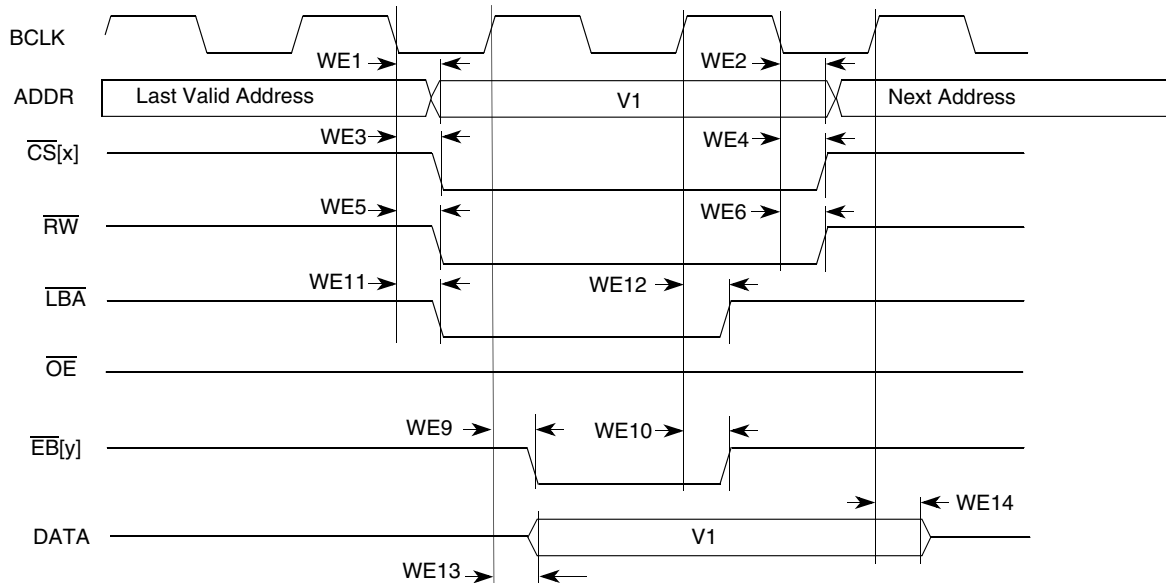 BCLK
WE1
WE2
ADDR
Last Valid Address
V1
Next Address
WE3
WE4
CS[x]
WE5
WE6
RW
WE11
WE12
LBA
OE
WE9
WE10
EB[y]
WE14
DATA
V1
WE13